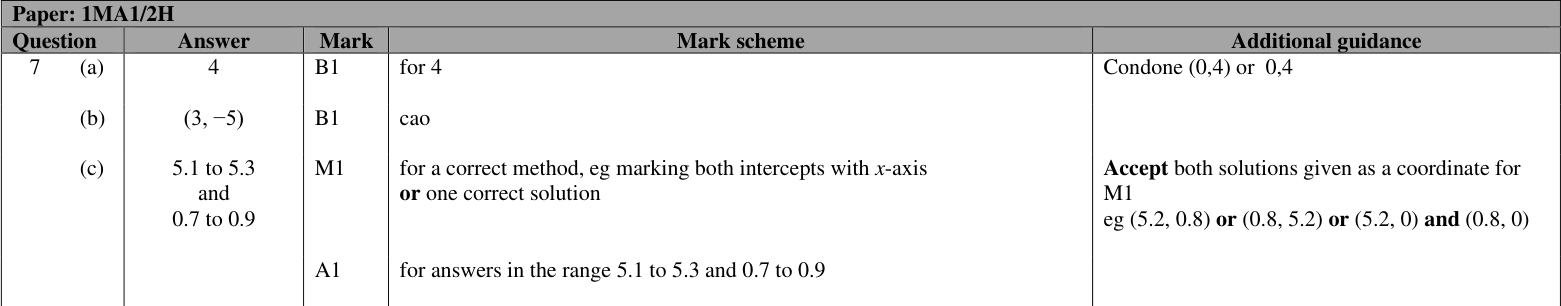 Paper: 1MA1/2H
Question Answer Mark Mark scheme Additional guidance
7 (a) 4 B1 for 4 Condone (0,4) or 0,4
(b) (3, −5) B1 cao
(c) 5.1 to 5.3 M1 for a correct method, eg marking both intercepts with x-axis Accept both solutions given as a coordinate for
and or one correct solution M1
0.7 to 0.9 eg (5.2, 0.8) or (0.8, 5.2) or (5.2, 0) and (0.8, 0)
A1 for answers in the range 5.1 to 5.3 and 0.7 to 0.9